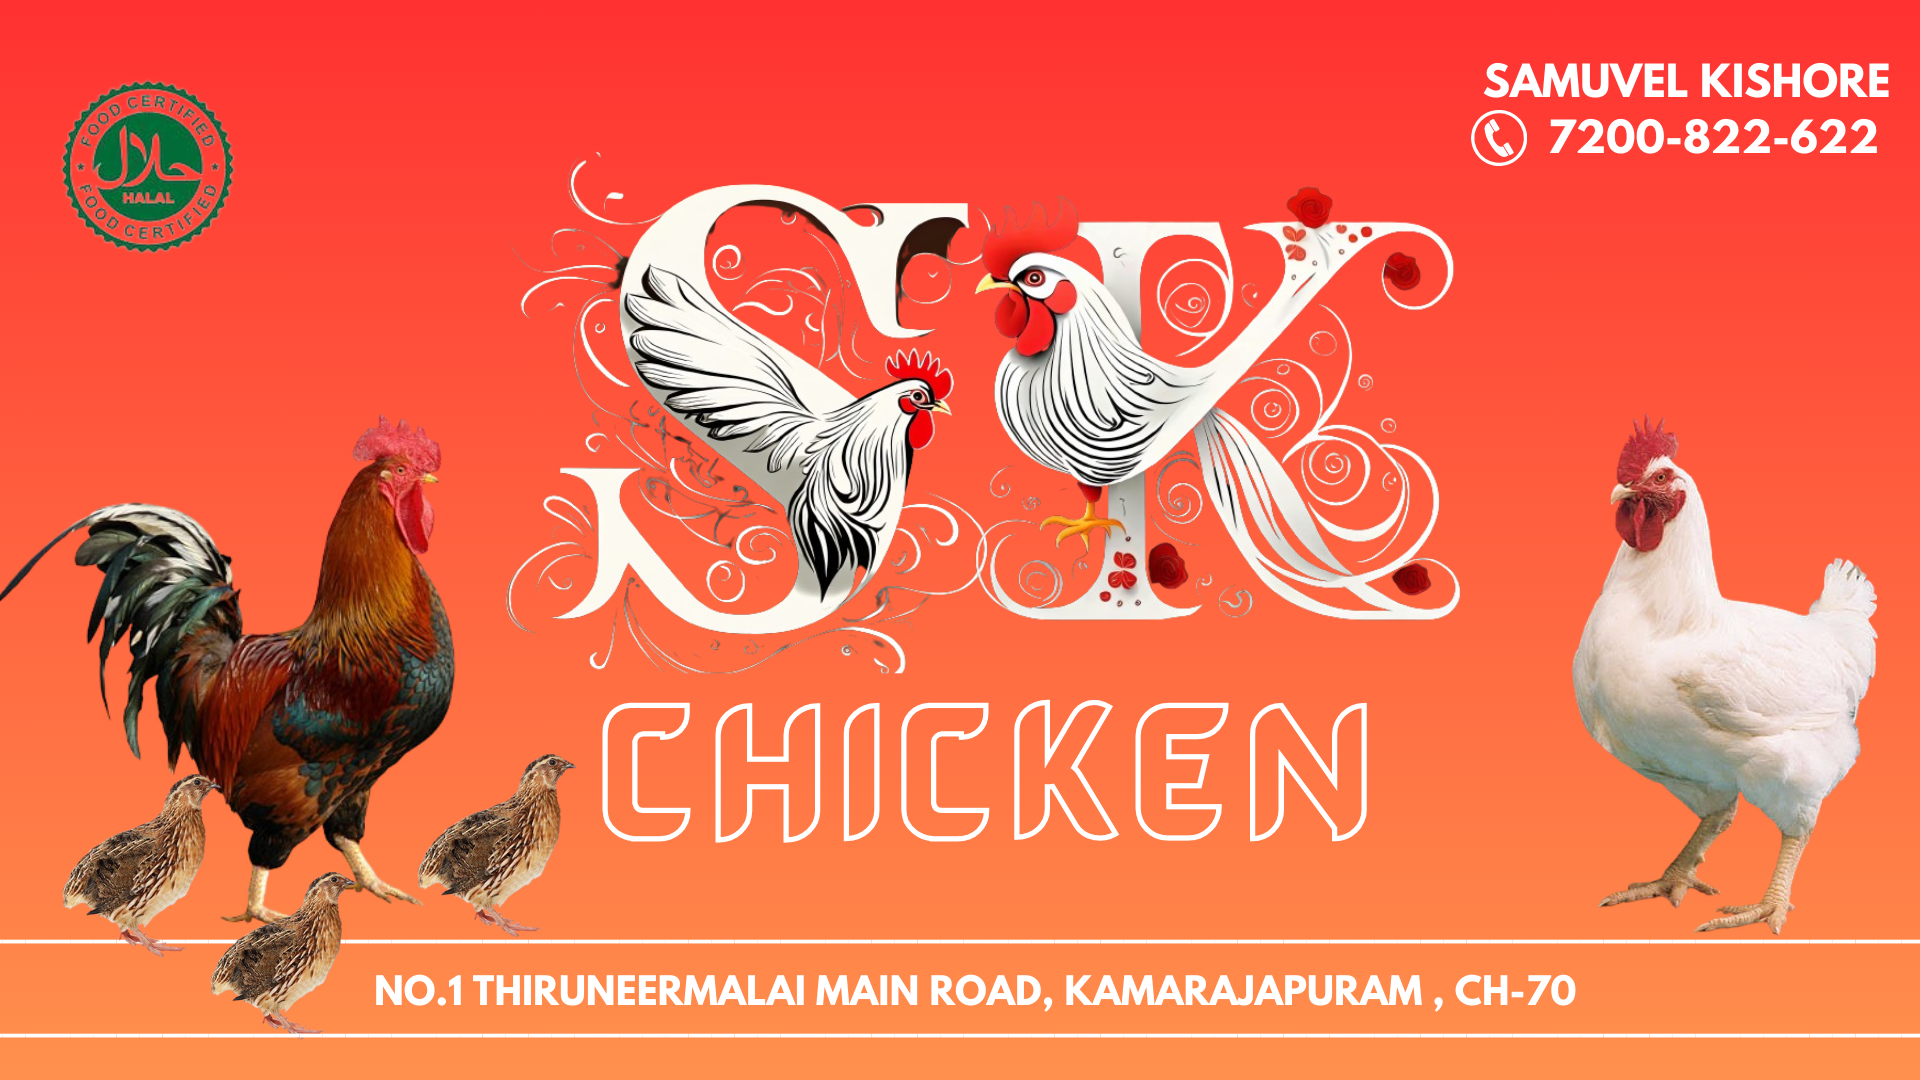 FOOD CERTIFIED
حلال
HALAL
FOOD CERTIFIED
SAMUVEL KISHORE
7200-822-622
SK
CHICKEN
NO.1 THIRUNEERMALAI MAIN ROAD, KAMARAJAPURAM , CH-70